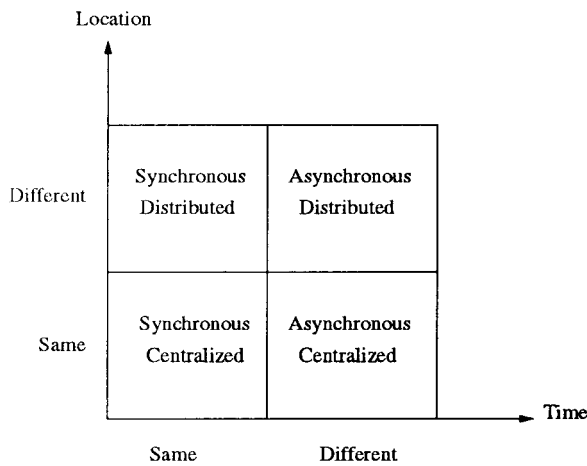 Location
Different
Synchronous
Distributed
Asynchronous
Distributed
Same
Synchronous
Centralized
Asynchronous
Centralized
Time
Same
Different